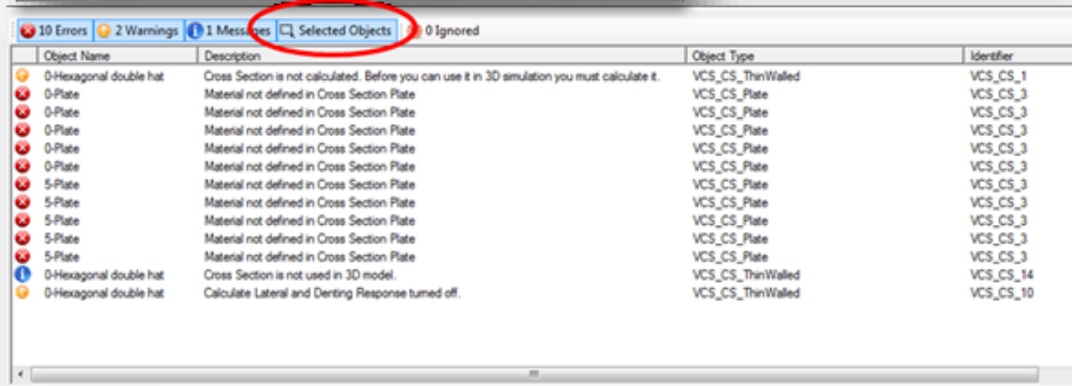 10 Errors 2 Warnings 1 Messages Selected Objects 0 Ignored
Object Name Description Object Type Identifier
0-Hexagonal double hat Cross Section is not calculated. Before you can use it in 3D simulation you must calculate it. VCS_CS_ThinWalled VCS_CS_1
0-Plate Material not defined in Cross Section Plate VCS_CS_Plate VCS_CS_3
0-Plate Material not defined in Cross Section Plate VCS_CS_Plate VCS_CS_3
0-Plate Material not defined in Cross Section Plate VCS_CS_Plate VCS_CS_3
0-Plate Material not defined in Cross Section Plate VCS_CS_Plate VCS_CS_3
0-Plate Material not defined in Cross Section Plate VCS_CS_Plate VCS_CS_3
5-Plate Material not defined in Cross Section Plate VCS_CS_Plate VCS_CS_3
5-Plate Material not defined in Cross Section Plate VCS_CS_Plate VCS_CS_3
5-Plate Material not defined in Cross Section Plate VCS_CS_Plate VCS_CS_3
5-Plate Material not defined in Cross Section Plate VCS_CS_Plate VCS_CS_3
5-Plate Material not defined in Cross Section Plate VCS_CS_Plate VCS_CS_3
0-Hexagonal double hat Cross Section is not used in 3D model. VCS_CS_ThinWalled VCS_CS_14
0-Hexagonal double hat Calculate Lateral and Denting Response turned off. VCS_CS_ThinWalled VCS_CS_10